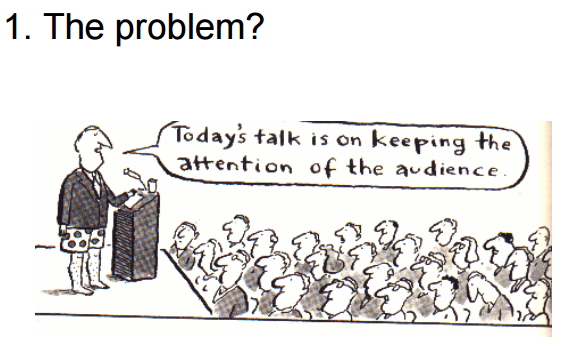 1. The problem?
Today's talk is on keeping the
attention of the audience.